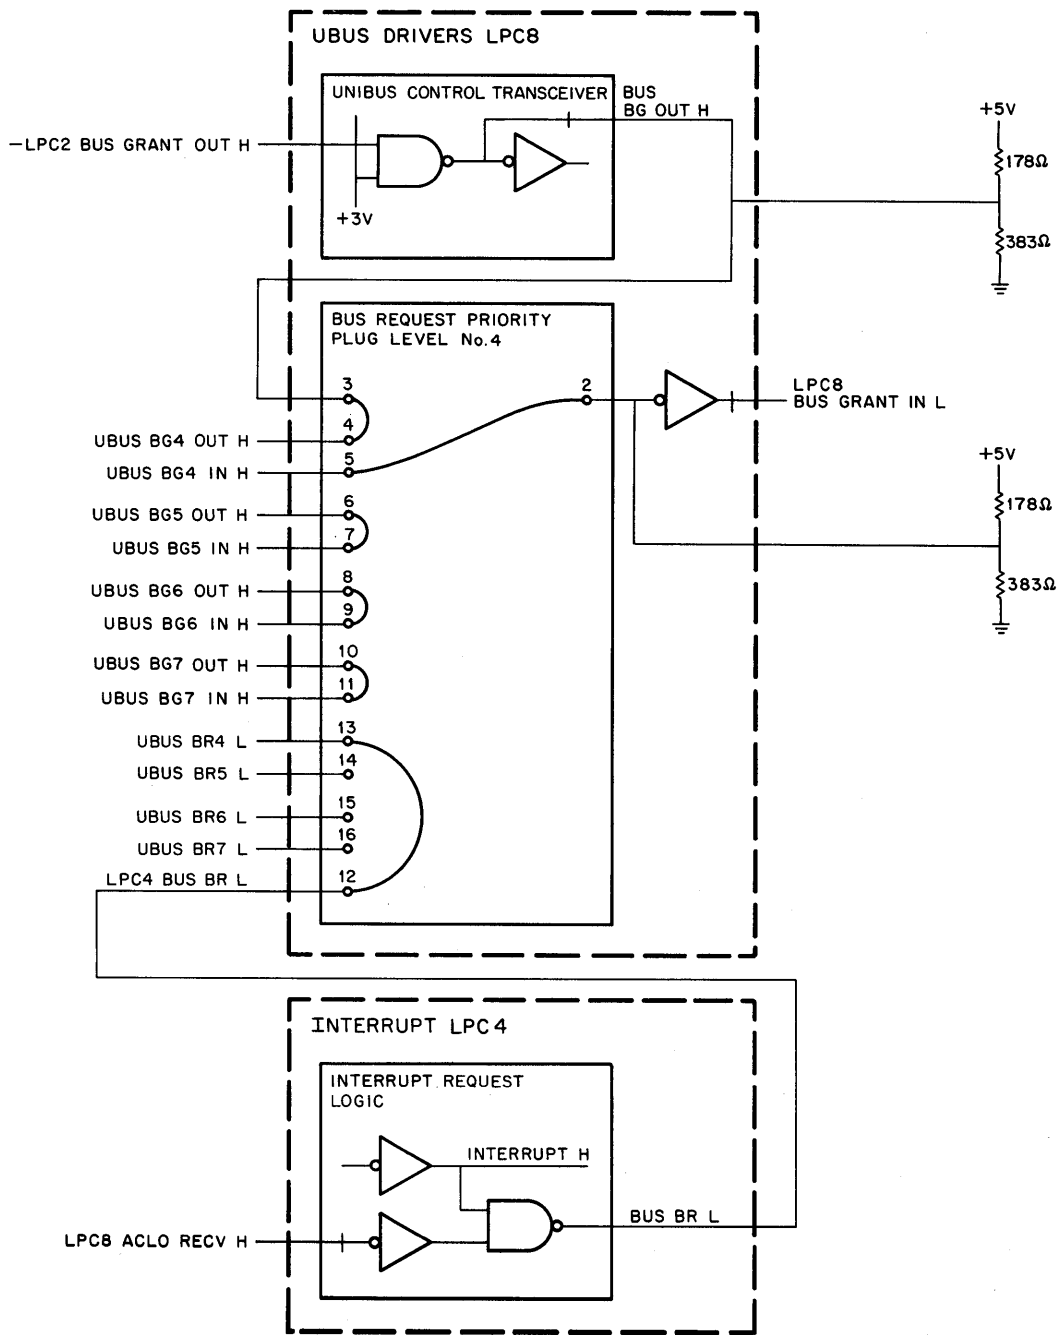 UBUS DRIVERS LPC8
UNIBUS CONTROL TRANSCEIVER
BUS
BG OUT H
–LPC2 BUS GRANT OUT H
+3V
+5V
178Ω
383Ω
BUS REQUEST PRIORITY
PLUG LEVEL No.4
3
4
UBUS BG4 OUT H
5
UBUS BG4 IN H
2
LPC8
BUS GRANT IN L
+5V
178Ω
383Ω
6
UBUS BG5 OUT H
7
UBUS BG5 IN H
8
UBUS BG6 OUT H
9
UBUS BG6 IN H
10
UBUS BG7 OUT H
11
UBUS BG7 IN H
13
UBUS BR4 L
14
UBUS BR5 L
15
UBUS BR6 L
16
UBUS BR7 L
12
LPC4 BUS BR L
INTERRUPT LPC4
INTERRUPT REQUEST
LOGIC
INTERRUPT H
BUS BR L
LPC8 ACLO RECV H